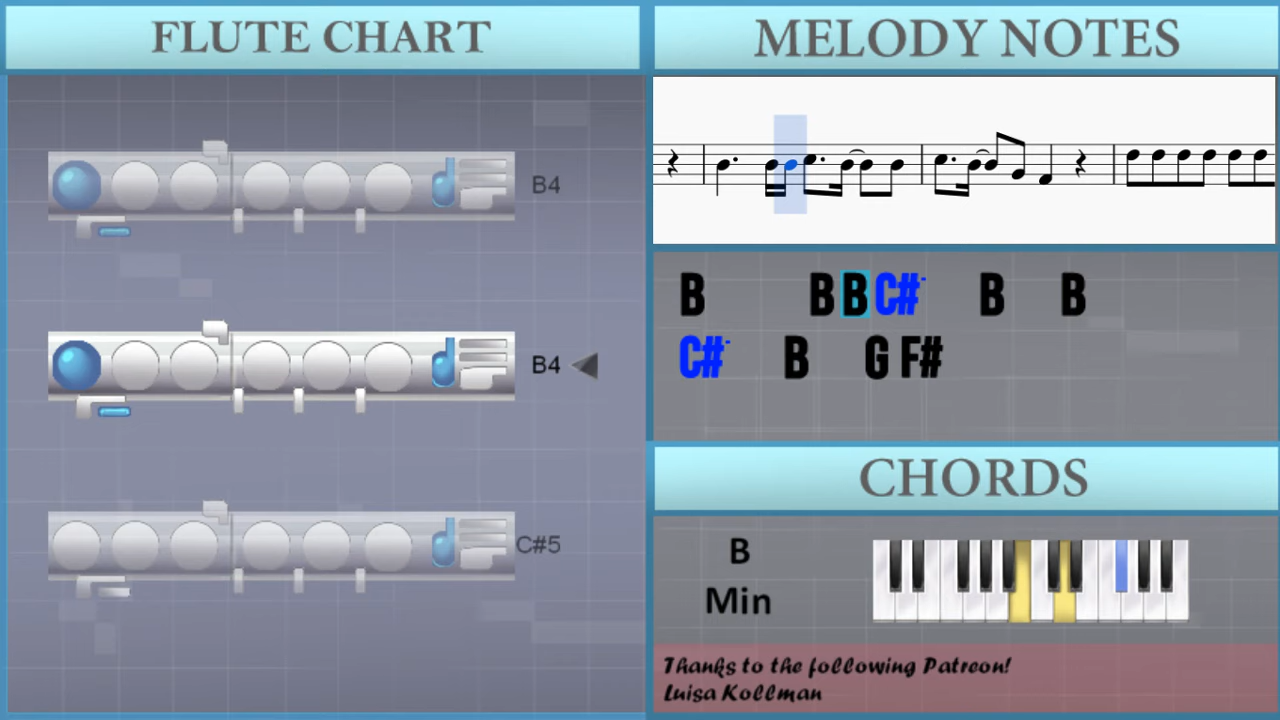 FLUTE CHART
B4
B4
C#5
MELODY NOTES
B B B C#- B B
C#- B G F#
CHORDS
B
Min
Thanks to the following Patreon!
Luisa Kollman